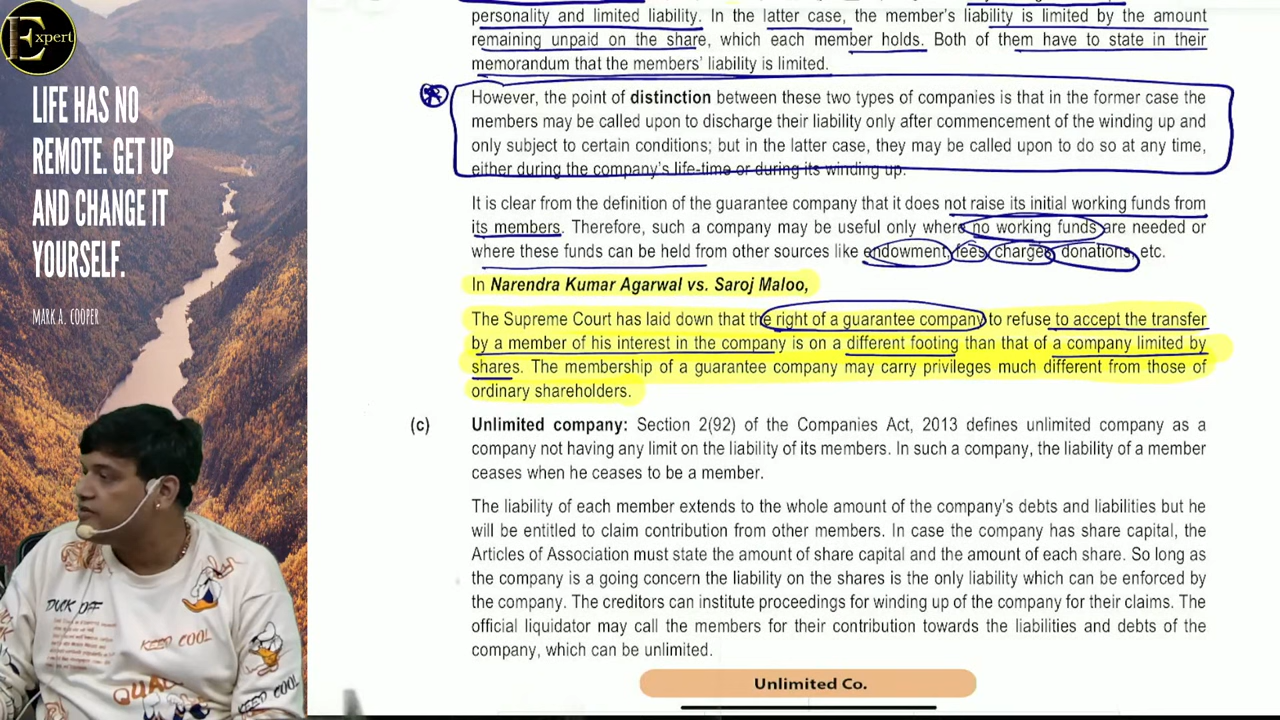 Expert
LIFE HAS NO
REMOTE. GET UP
AND CHANGE IT
YOURSELF.
MARK A. COOPER
personality and limited liability. In the latter case, the member's liability is limited by the amount
remaining unpaid on the share, which each member holds. Both of them have to state in their
memorandum that the members' liability is limited.
However, the point of distinction between these two types of companies is that in the former case the
members may be called upon to discharge their liability only after commencement of the winding up and
only subject to certain conditions; but in the latter case, they may be called upon to do so at any time,
either during the company's life-time or during its winding up.
It is clear from the definition of the guarantee company that it does not raise its initial working funds from
its members. Therefore, such a company may be useful only where no working funds are needed or
where these funds can be held from other sources like endowment, fees, charges, donations, etc.
In Narendra Kumar Agarwal vs. Saroj Maloo,
The Supreme Court has laid down that the right of a guarantee company to refuse to accept the transfer
by a member of his interest in the company is on a different footing than that of a company limited by
shares. The membership of a guarantee company may carry privileges much different from those of
ordinary shareholders.
(c) Unlimited company: Section 2(92) of the Companies Act, 2013 defines unlimited company as a
company not having any limit on the liability of its members. In such a company, the liability of a member
ceases when he ceases to be a member.
The liability of each member extends to the whole amount of the company's debts and liabilities but he
will be entitled to claim contribution from other members. In case the company has share capital, the
Articles of Association must state the amount of share capital and the amount of each share. So long as
the company is a going concern the liability on the shares is the only liability which can be enforced by
the company. The creditors can institute proceedings for winding up of the company for their claims. The
official liquidator may call the members for their contribution towards the liabilities and debts of the
company, which can be unlimited.
Unlimited Co.
DUCK OFF
KEEP COOL
QUA
KEEP COOL